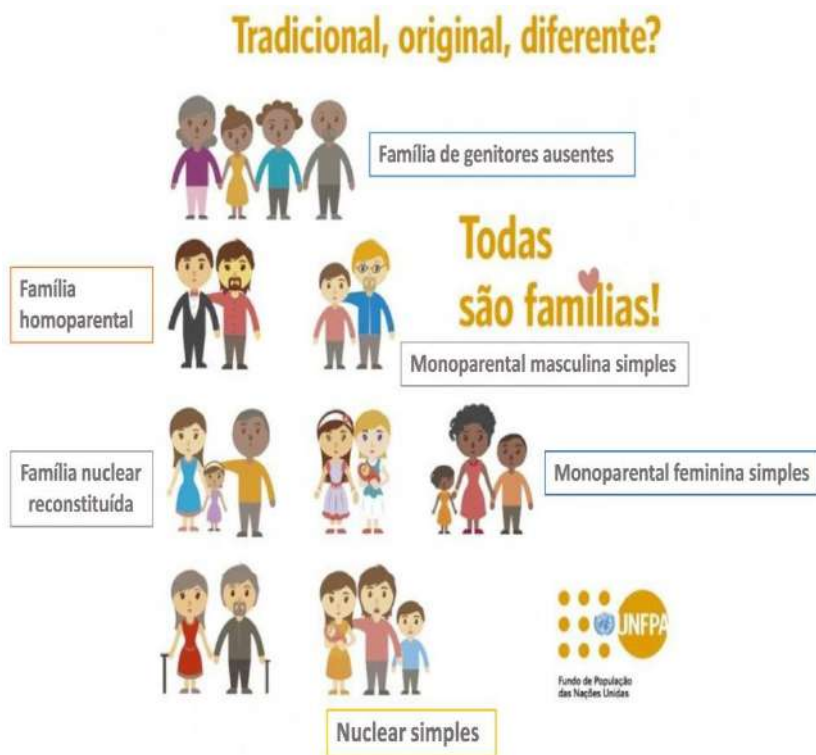 Tradicional, original, diferente?
Família de genitores ausentes
Todas
são famílias!
Família
homoparental
Monoparental masculina simples
Família nuclear
reconstituída
Monoparental feminina simples
UNFPA
Fundo de População
das Nações Unidas
Nuclear simples